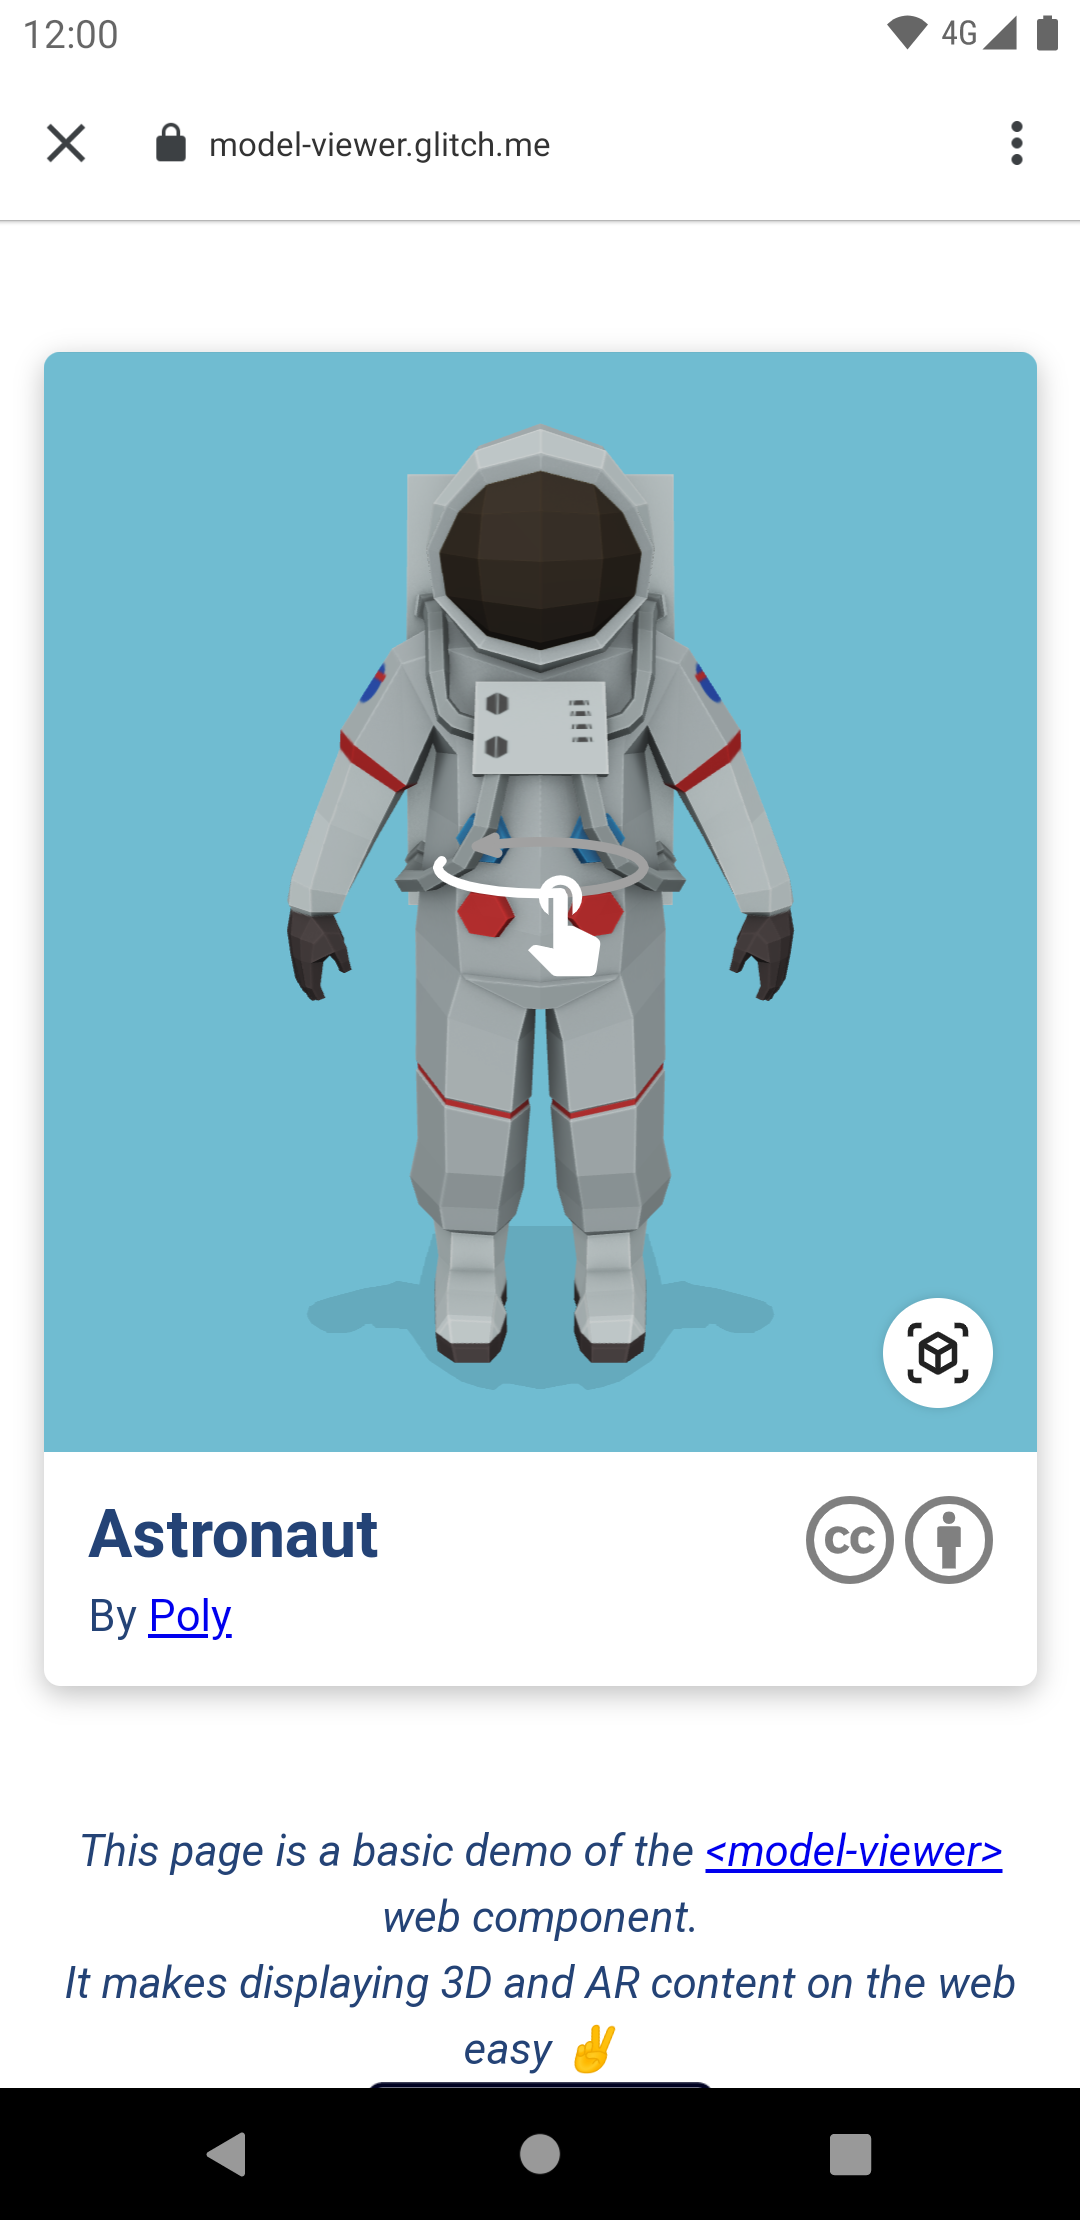 12:00 4G
model-viewer.glitch.me
Astronaut
cc
By Poly
This page is a basic demo of the <model-viewer>
web component.
It makes displaying 3D and AR content on the web
easy ✌